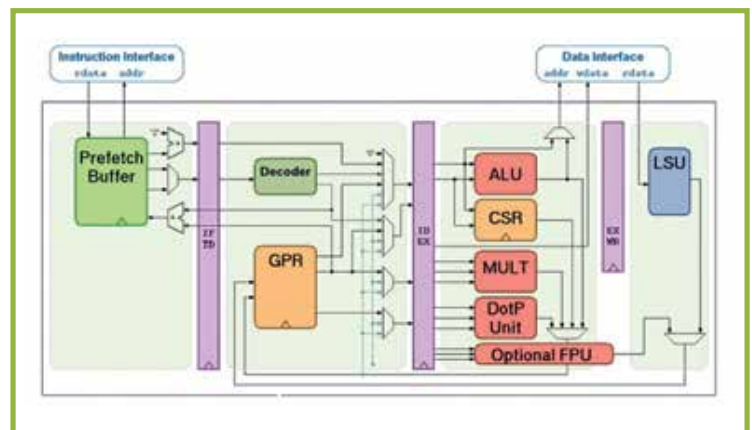 Instruction Interface
rdata addr
Data Interface
addr wdata rdata
Prefetch
Buffer
Decoder
GPR
IF
ID
ID
EX
ALU
CSR
MULT
DotP
Unit
Optional FPU
EX
WB
LSU